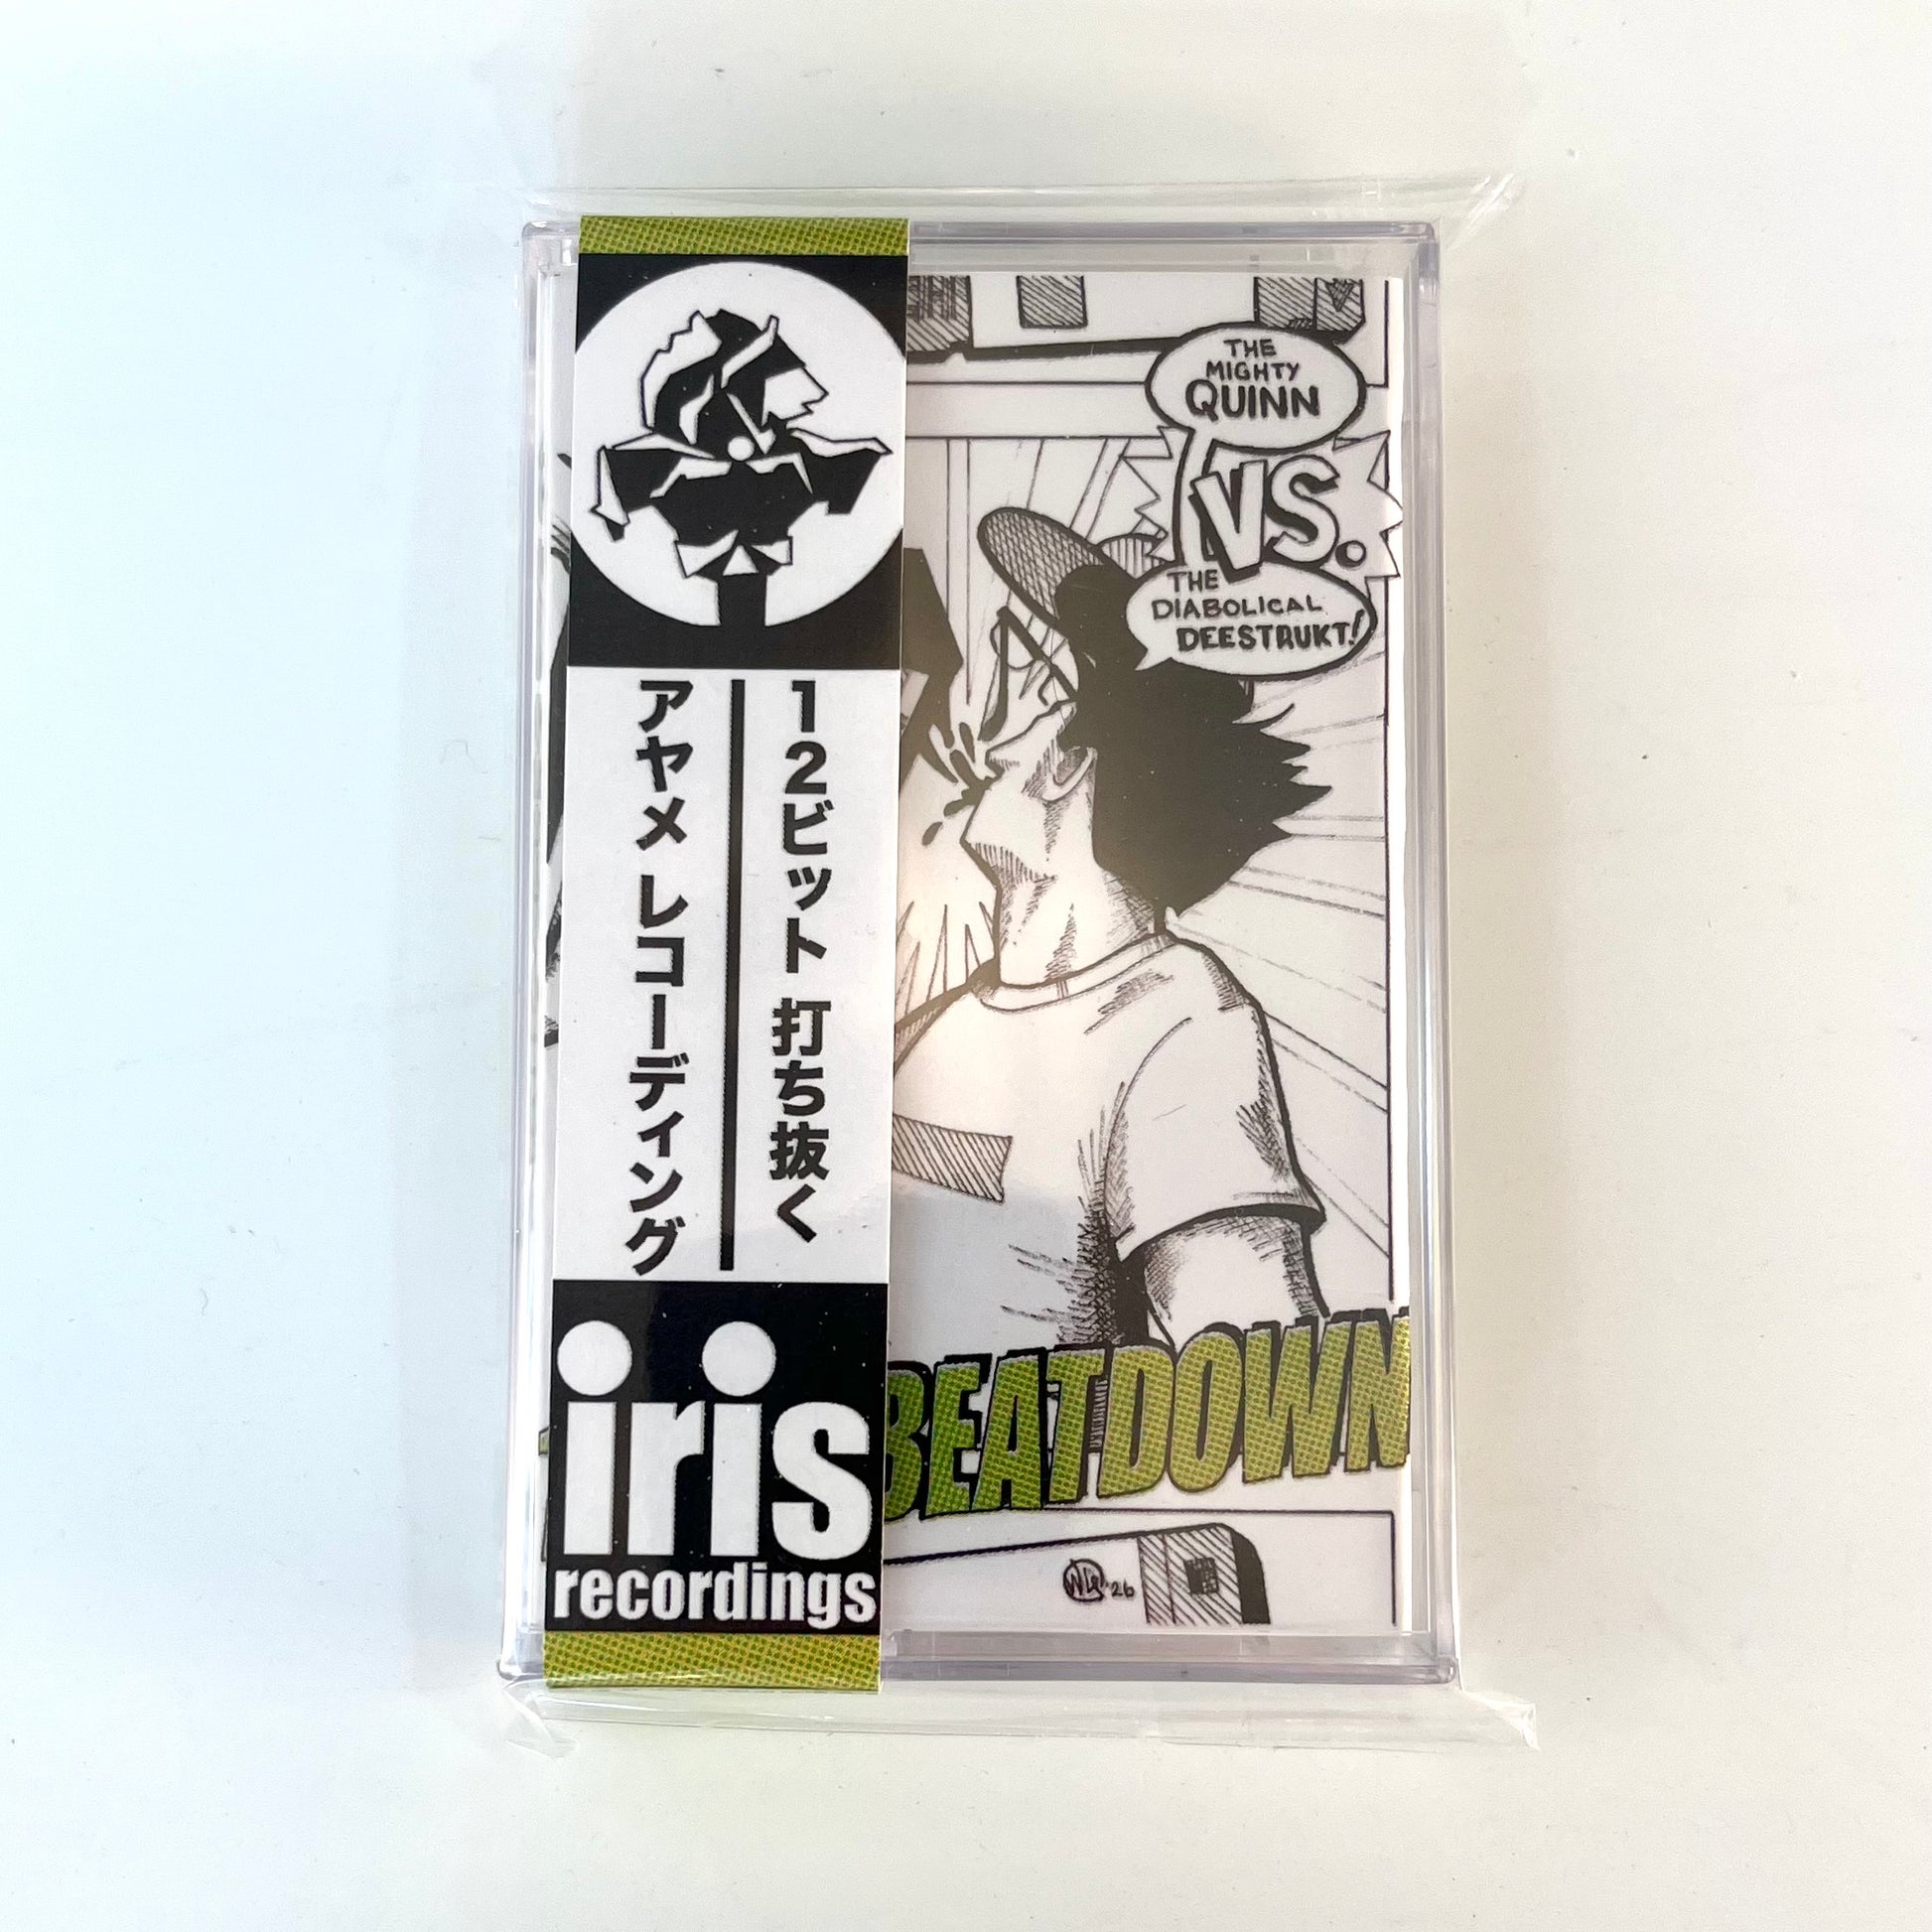 12ビット 打ち抜く
アヤメ レコーディング
iris
recordings
THE
MIGHTY
QUINN
VS.
THE
DIABOLICAL
DEESTRUKT!
BEATDOWN
'26